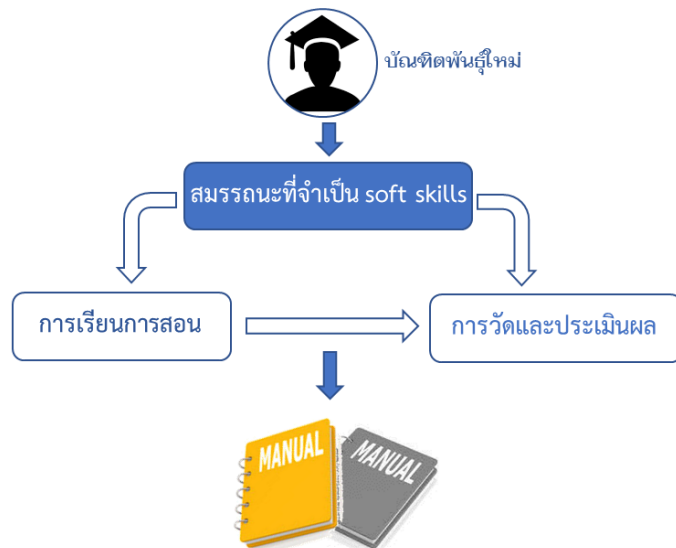 บัณฑิตพันธุ์ใหม่
สมรรถนะที่จำเป็น soft skills
การเรียนการสอน
การวัดและประเมินผล
MANUAL
MANUAL